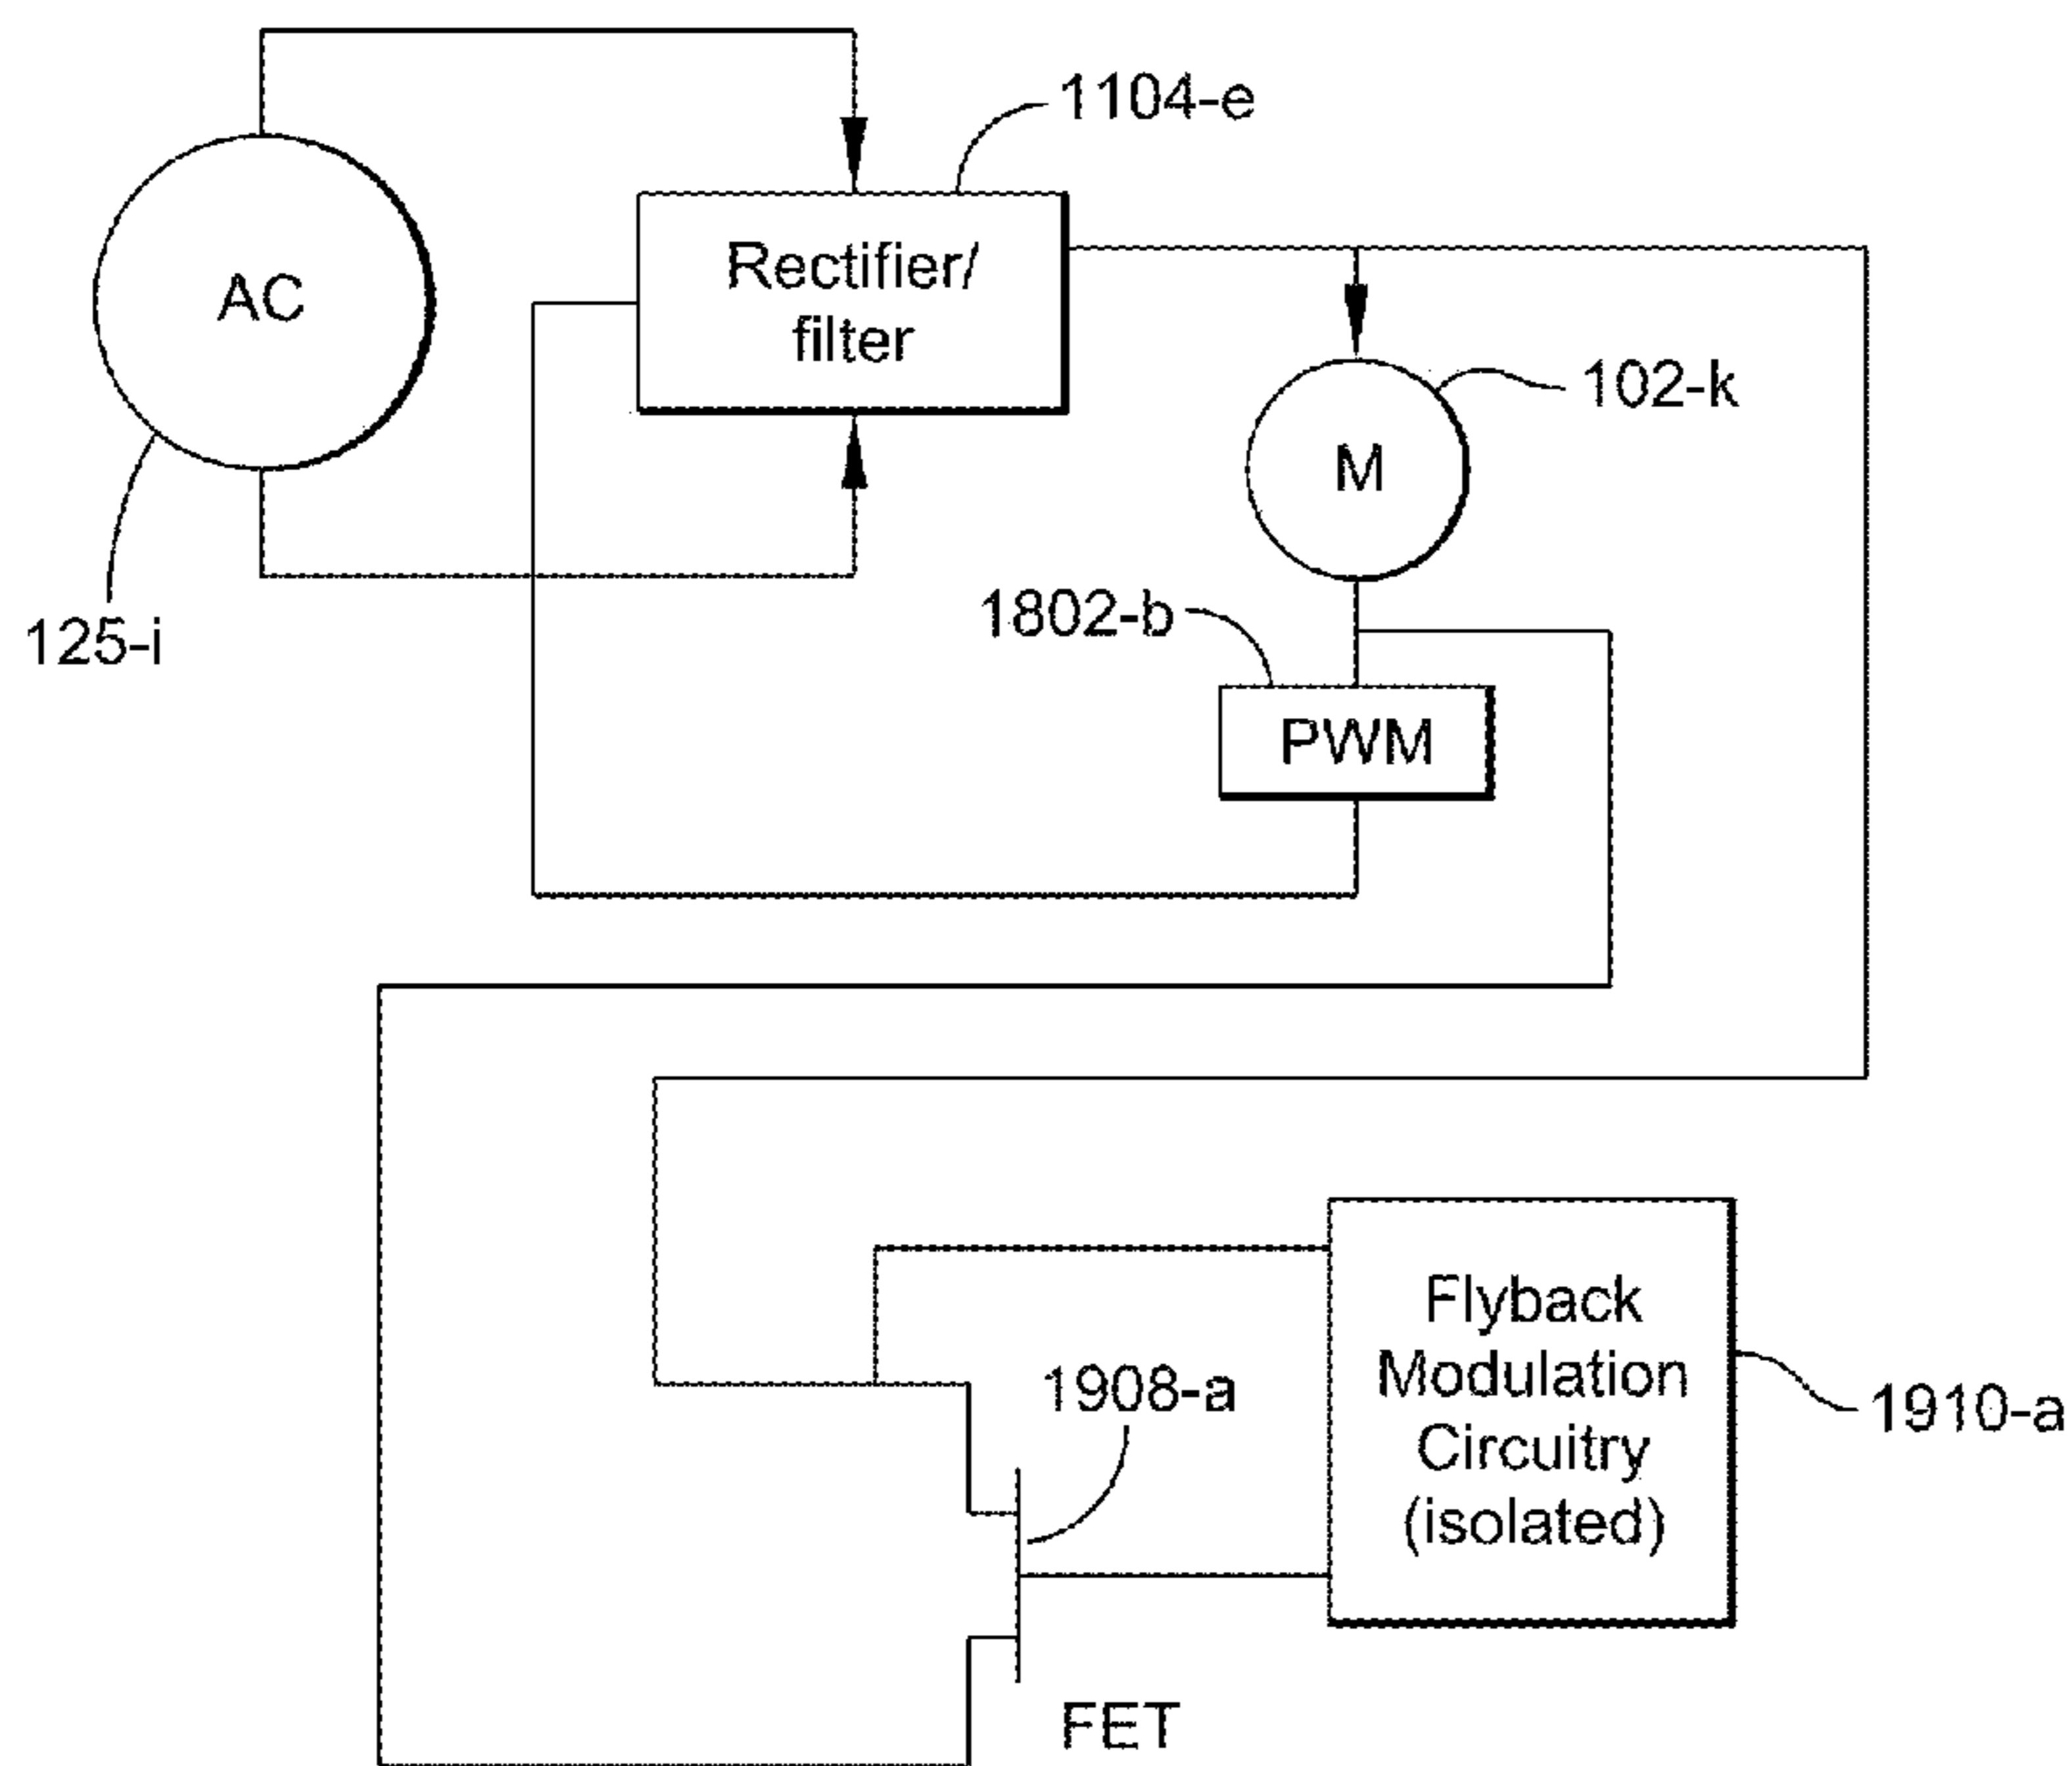 1104-e
AC
Rectifier/
filter
102-k
M
125-i
1802-b
PWM
Flyback
Modulation
Circuitry
(isolated)
1908-a
1910-a
FET